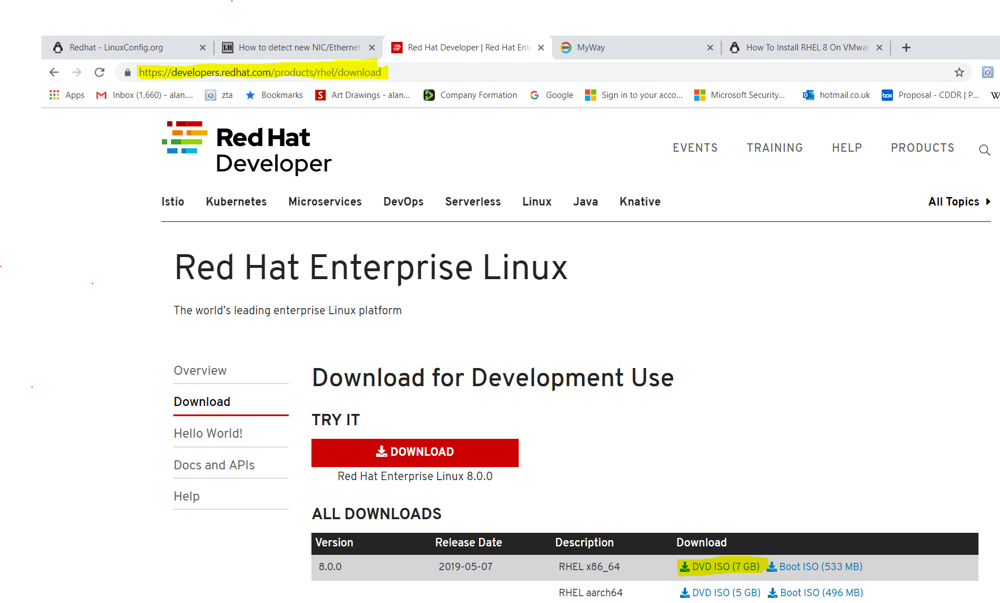 Redhat - LinuxConfig.org
How to detect new NIC/Ethernet
Red Hat Developer | Red Hat Ente
MyWay
How To Install RHEL 8 On VMwar
https://developers.redhat.com/products/rhel/download
Apps
Inbox (1,660) - alan....
zta
Bookmarks
Art Drawings - alan...
Company Formation
Google
Sign in to your acco...
Microsoft Security...
hotmail.co.uk
Proposal - CDDR | P...
Red Hat
Developer
EVENTS TRAINING HELP PRODUCTS
Istio Kubernetes Microservices DevOps Serverless Linux Java Knative All Topics
Red Hat Enterprise Linux
The world’s leading enterprise Linux platform
Overview
Download
Hello World!
Docs and APIs
Help
Download for Development Use
TRY IT
DOWNLOAD
Red Hat Enterprise Linux 8.0.0
ALL DOWNLOADS
Version Release Date Description Download
8.0.0 2019-05-07 RHEL x86_64 DVD ISO (7 GB) Boot ISO (533 MB)
RHEL aarch64 DVD ISO (5 GB) Boot ISO (496 MB)